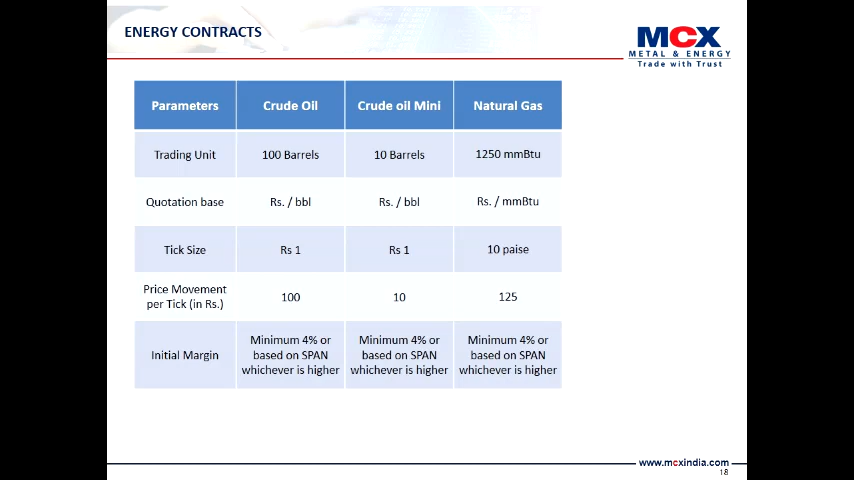 ENERGY CONTRACTS
MCX
METAL & ENERGY
Trade with Trust
Parameters Crude Oil Crude oil Mini Natural Gas
Trading Unit 100 Barrels 10 Barrels 1250 mmBtu
Quotation base Rs. / bbl Rs. / bbl Rs. / mmBtu
Tick Size Rs 1 Rs 1 10 paise
Price Movement
per Tick (in Rs.) 100 10 125
Initial Margin
Minimum 4% or
based on SPAN
whichever is higher
Minimum 4% or
based on SPAN
whichever is higher
Minimum 4% or
based on SPAN
whichever is higher
www.mcxindia.com
18